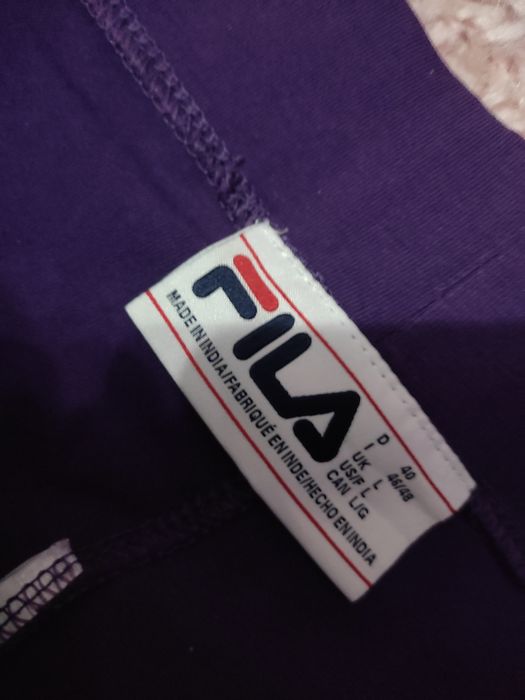 FILA
D 40
I 46/48
UK L
US/F L
CAN L/G
MADE IN INDIA/FABRIQUÉ EN INDE/HECHO EN INDIA